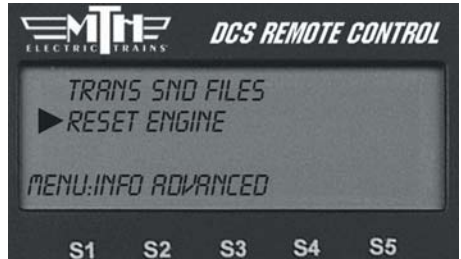 MTH DCS REMOTE CONTROL
ELECTRIC TRAINS
TRANS SND FILES
RESET ENGINE
MENU:INFO ADVANCED
S1 S2 S3 S4 S5